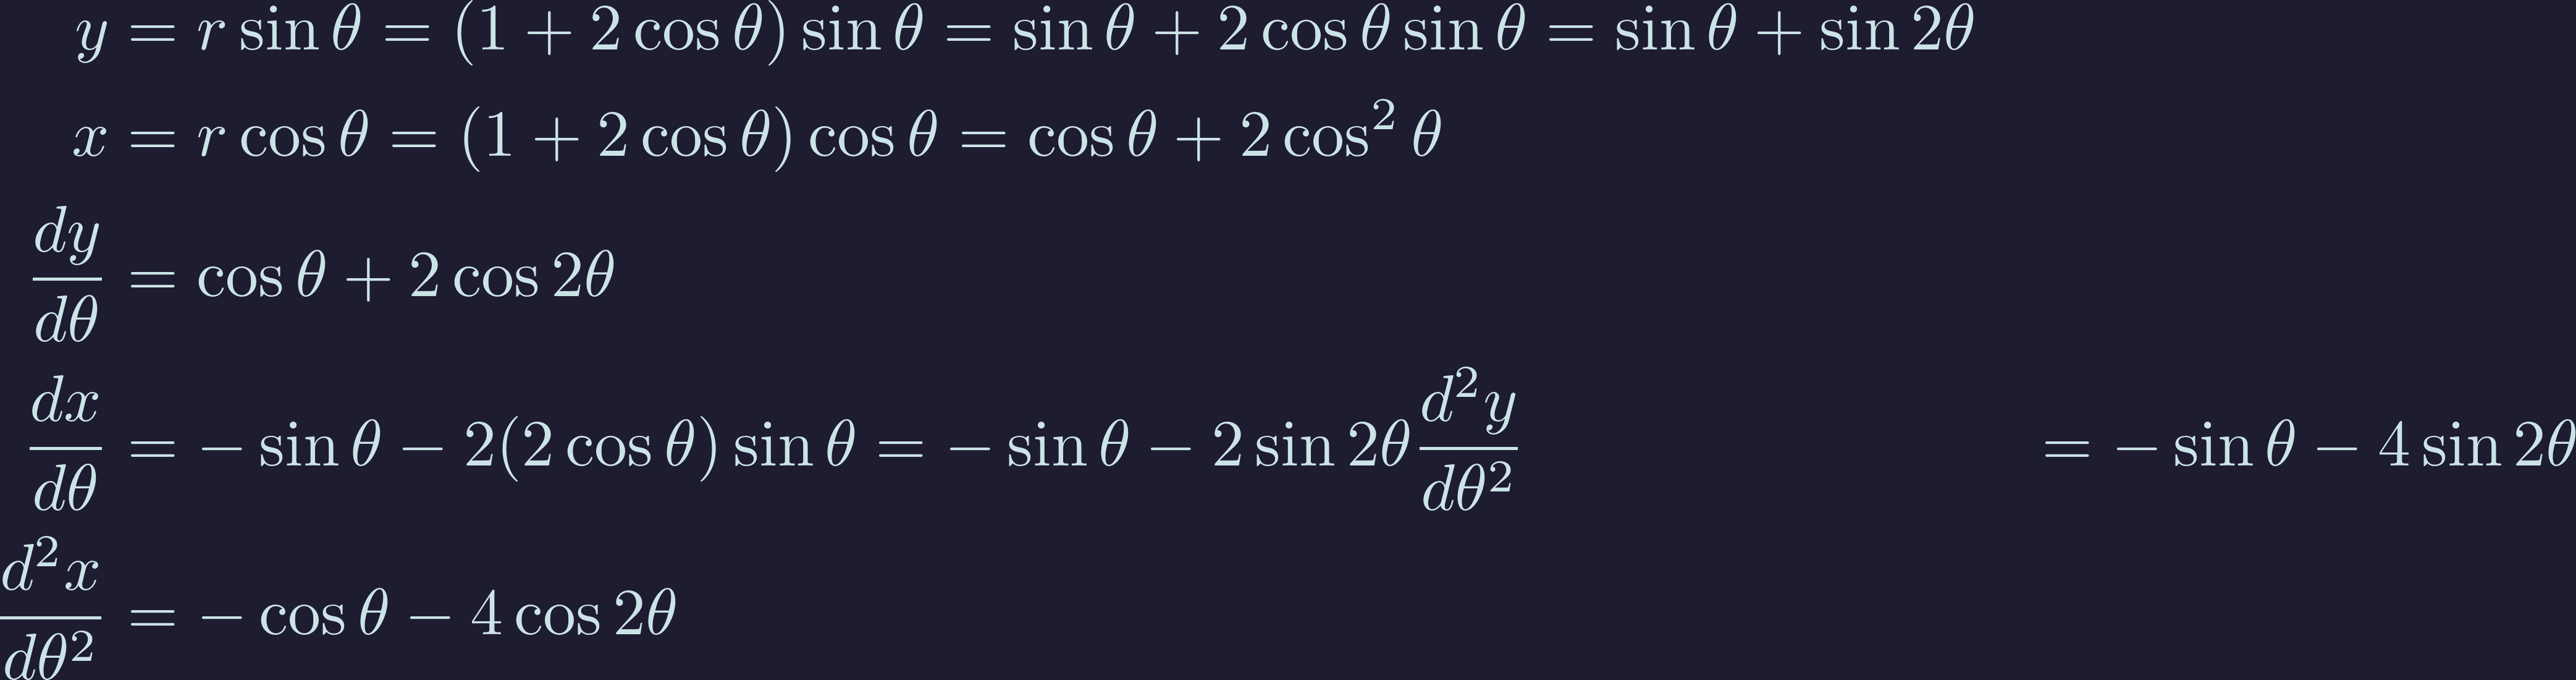 y = r sin θ = (1 + 2 cos θ) sin θ = sin θ + 2 cos θ sin θ = sin θ + sin 2θ
x = r cos θ = (1 + 2 cos θ) cos θ = cos θ + 2 cos² θ
dy/dθ = cos θ + 2 cos 2θ
dx/dθ = − sin θ − 2(2 cos θ) sin θ = − sin θ − 2 sin 2θ d²y/dθ² = − sin θ − 4 sin 2θ
d²x/dθ² = − cos θ − 4 cos 2θ